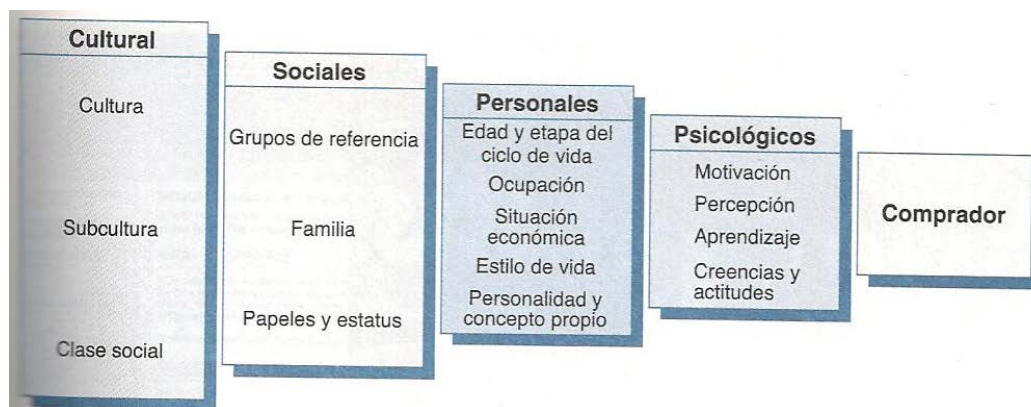 Cultural
Cultura
Subcultura
Clase social
Sociales
Grupos de referencia
Familia
Papeles y estatus
Personales
Edad y etapa del
ciclo de vida
Ocupación
Situación
económica
Estilo de vida
Personalidad y
concepto propio
Psicológicos
Motivación
Percepción
Aprendizaje
Creencias y
actitudes
Comprador